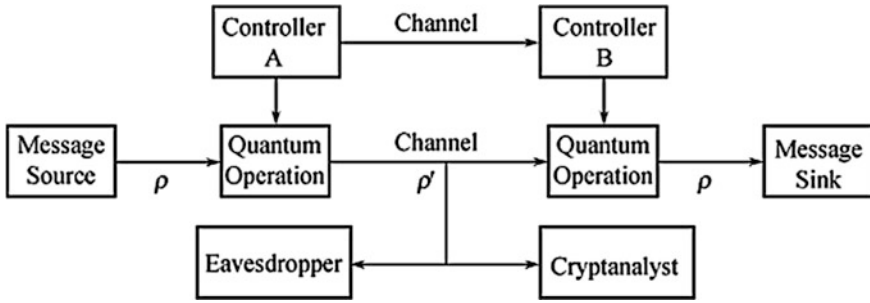 Controller
A
Channel
Controller
B
Message
Source
ρ
Quantum
Operation
Channel
ρ'
Quantum
Operation
ρ
Message
Sink
Eavesdropper
Cryptanalyst